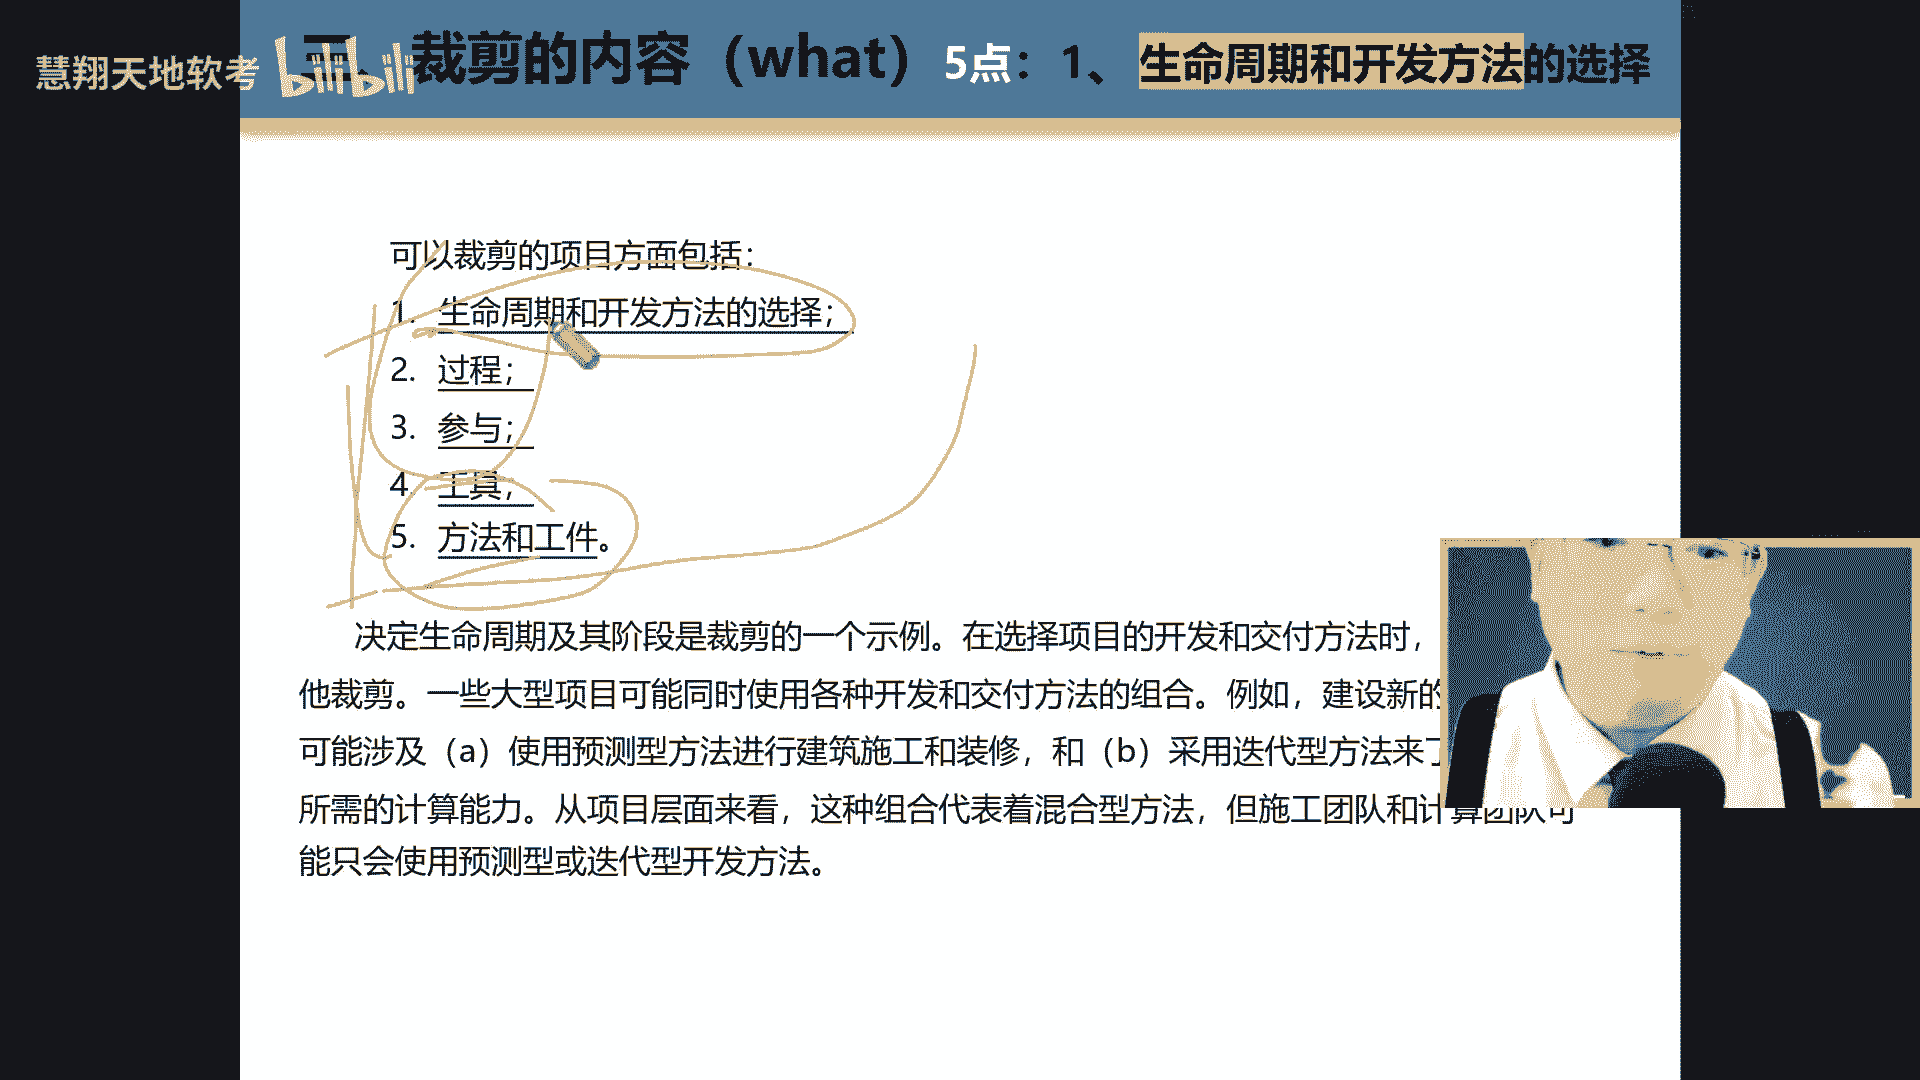 慧翔天地软考
bilibili
三、裁剪的内容（what）5点：1、生命周期和开发方法的选择
可以裁剪的项目方面包括：
1. 生命周期和开发方法的选择；
2. 过程；
3. 参与；
4. 工具；
5. 方法和工件。
决定生命周期及其阶段是裁剪的一个示例。在选择项目的开发和交付方法时，
他裁剪。一些大型项目可能同时使用各种开发和交付方法的组合。例如，建设新的
可能涉及（a）使用预测型方法进行建筑施工和装修，和（b）采用迭代型方法来了
所需的计算能力。从项目层面来看，这种组合代表着混合型方法，但施工团队和计算团队可
能只会使用预测型或迭代型开发方法。